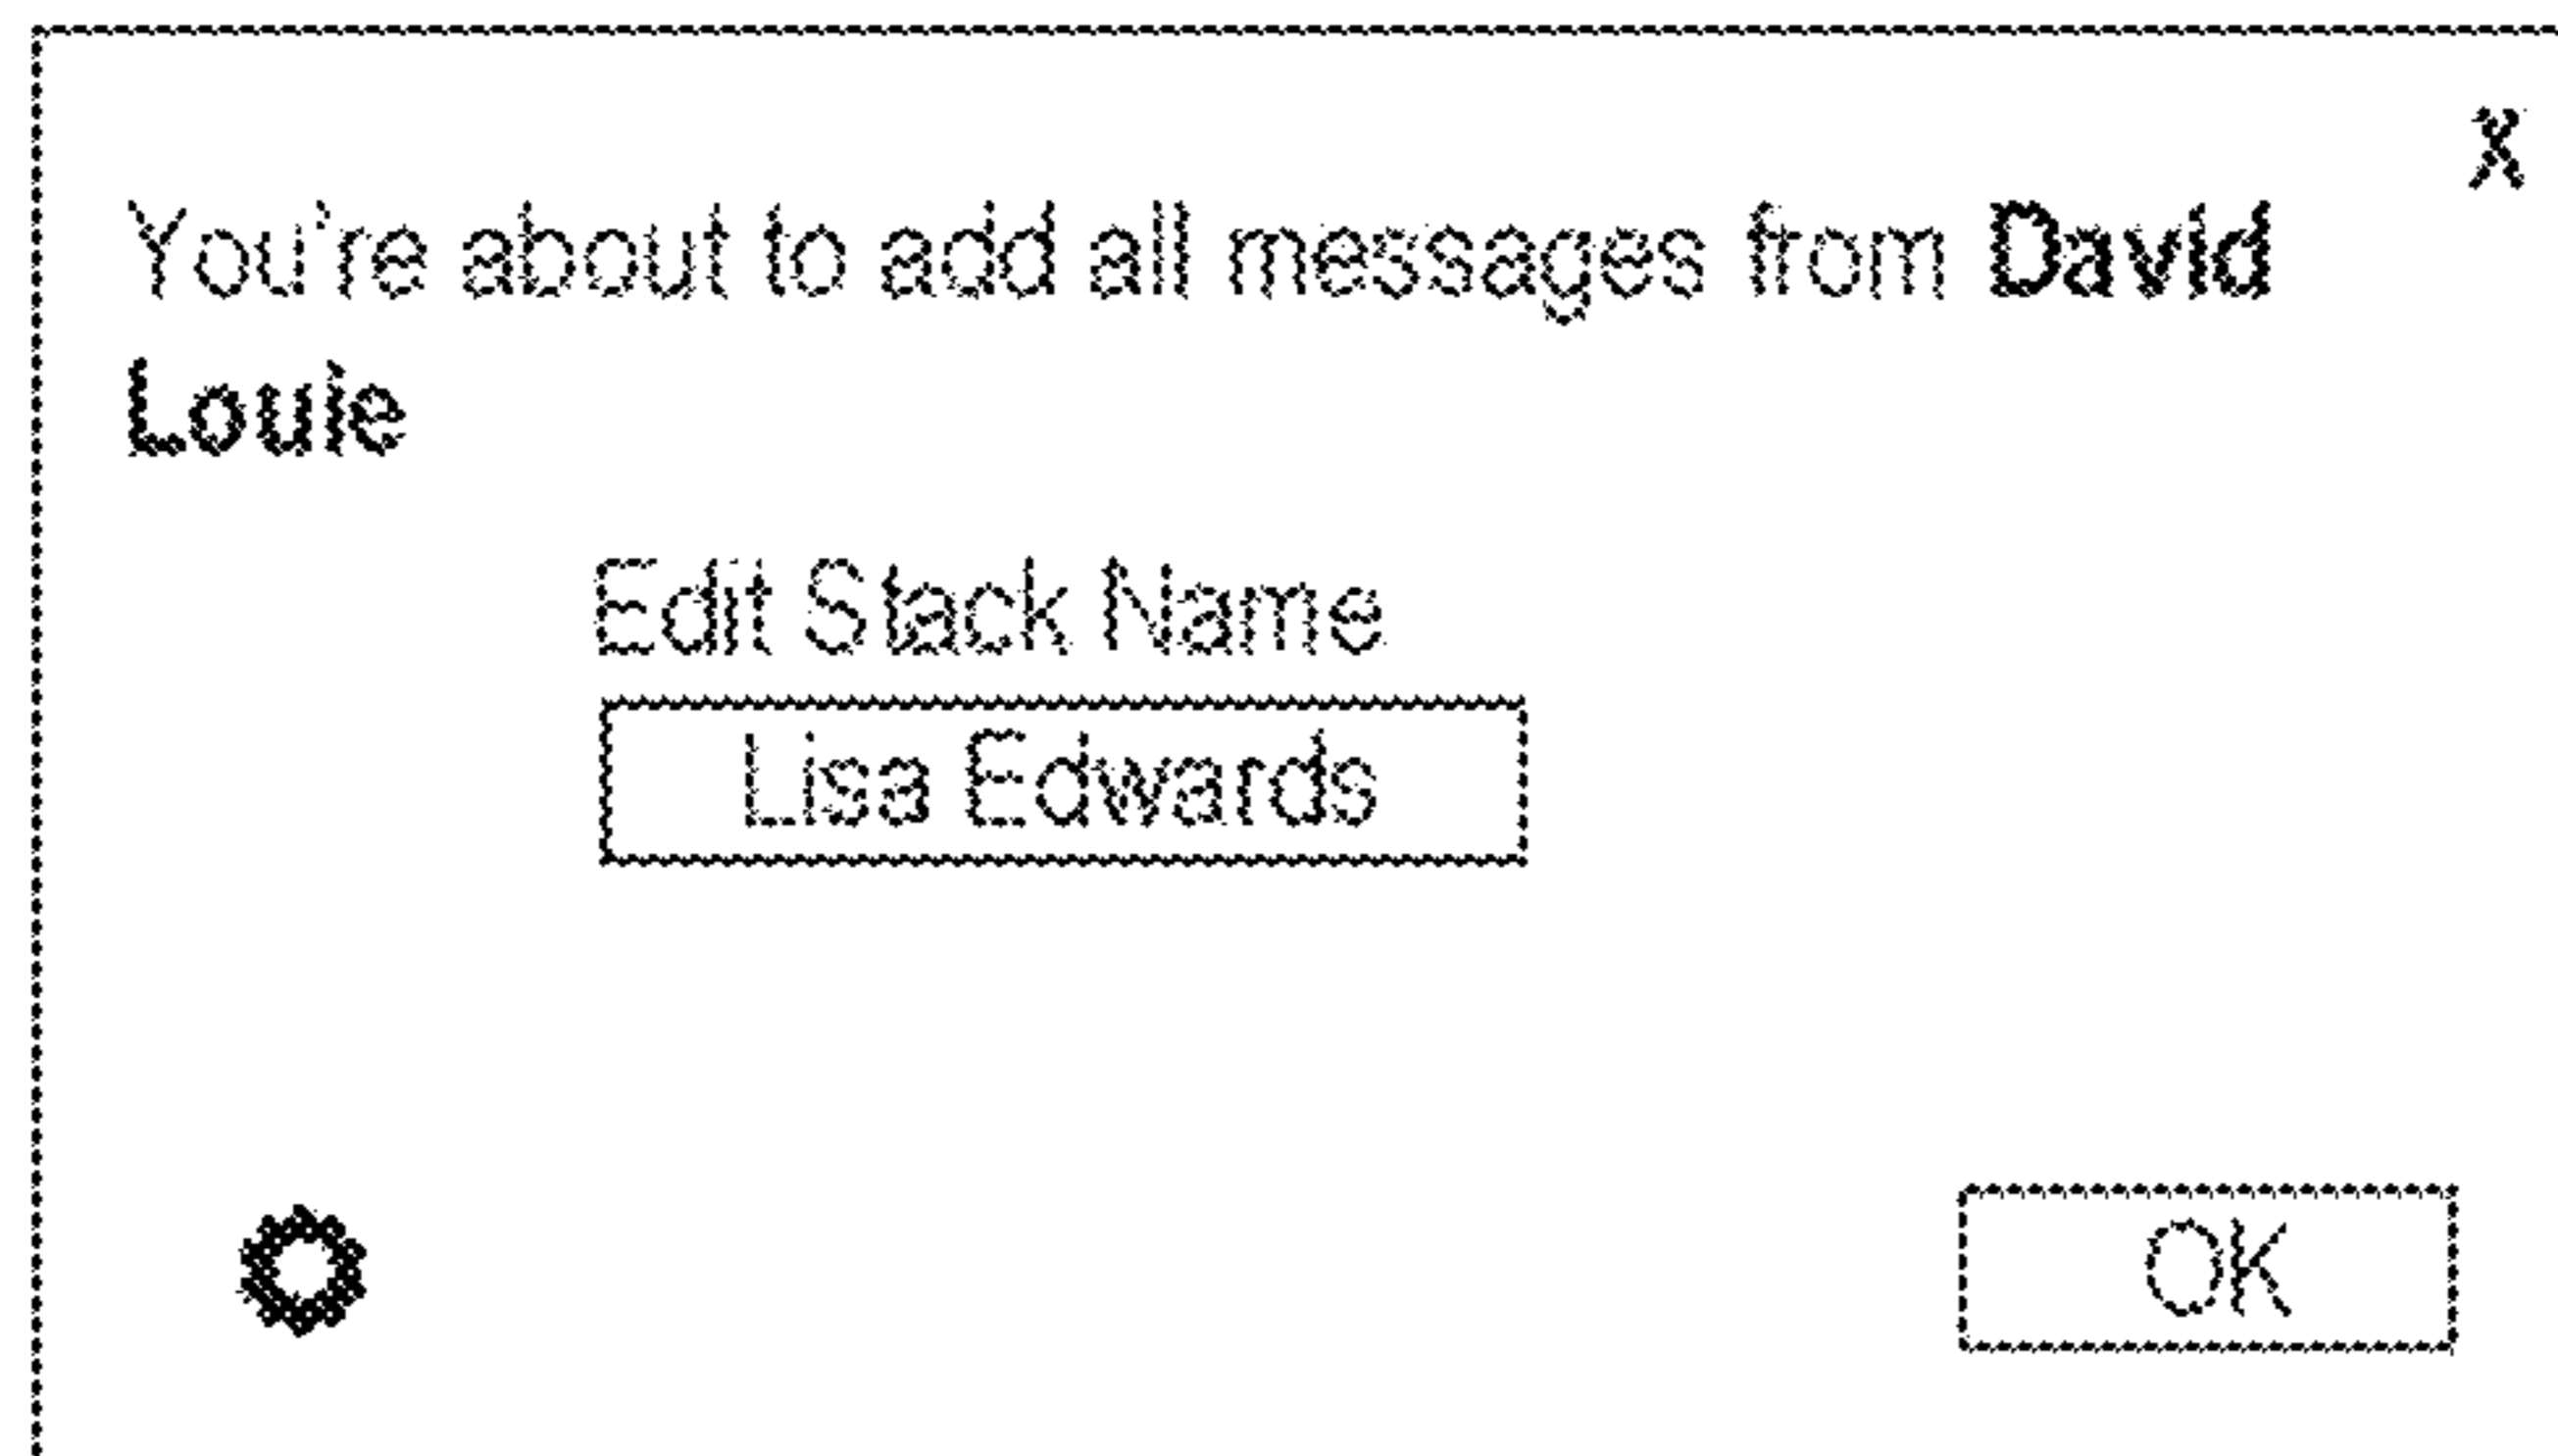 X
You're about to add all messages from David
Louie
Edit Stack Name
Lisa Edwards
OK